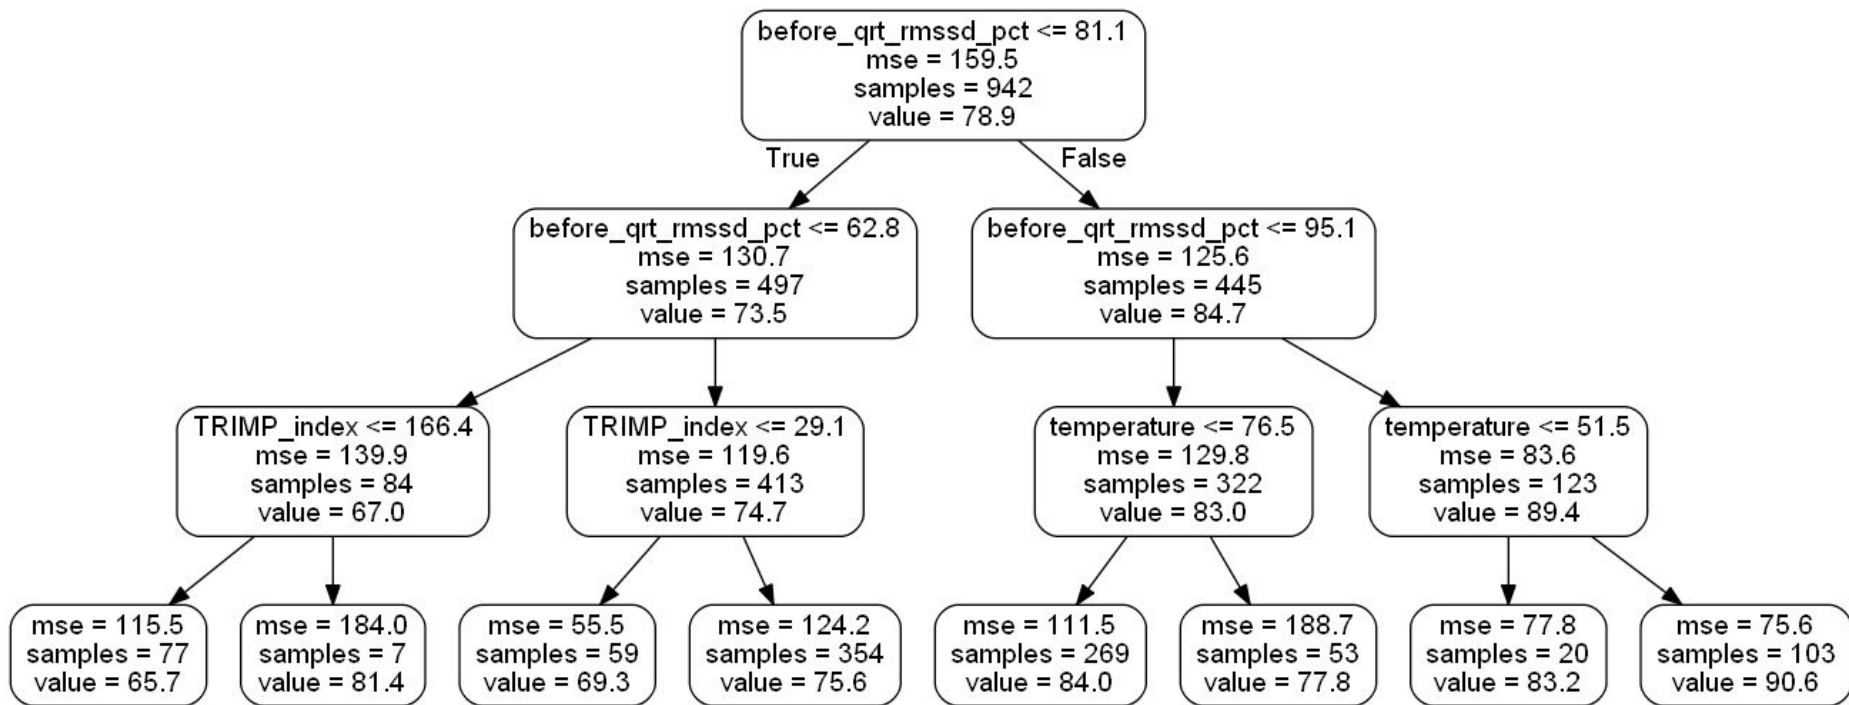 before_qrt_rmssd_pct <= 81.1
mse = 159.5
samples = 942
value = 78.9
True
False
before_qrt_rmssd_pct <= 62.8
mse = 130.7
samples = 497
value = 73.5
before_qrt_rmssd_pct <= 95.1
mse = 125.6
samples = 445
value = 84.7
TRIMP_index <= 166.4
mse = 139.9
samples = 84
value = 67.0
TRIMP_index <= 29.1
mse = 119.6
samples = 413
value = 74.7
temperature <= 76.5
mse = 129.8
samples = 322
value = 83.0
temperature <= 51.5
mse = 83.6
samples = 123
value = 89.4
mse = 115.5
samples = 77
value = 65.7
mse = 184.0
samples = 7
value = 81.4
mse = 55.5
samples = 59
value = 69.3
mse = 124.2
samples = 354
value = 75.6
mse = 111.5
samples = 269
value = 84.0
mse = 188.7
samples = 53
value = 77.8
mse = 77.8
samples = 20
value = 83.2
mse = 75.6
samples = 103
value = 90.6